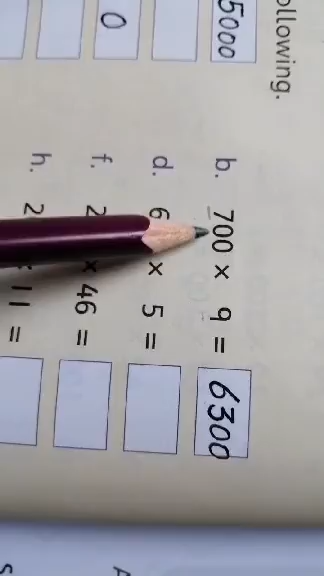 ollowing.
5000
b. 700 × 9 = 6300
0
d. 6 × 5 =
f. 2 × 46 =
h. 2 11 =